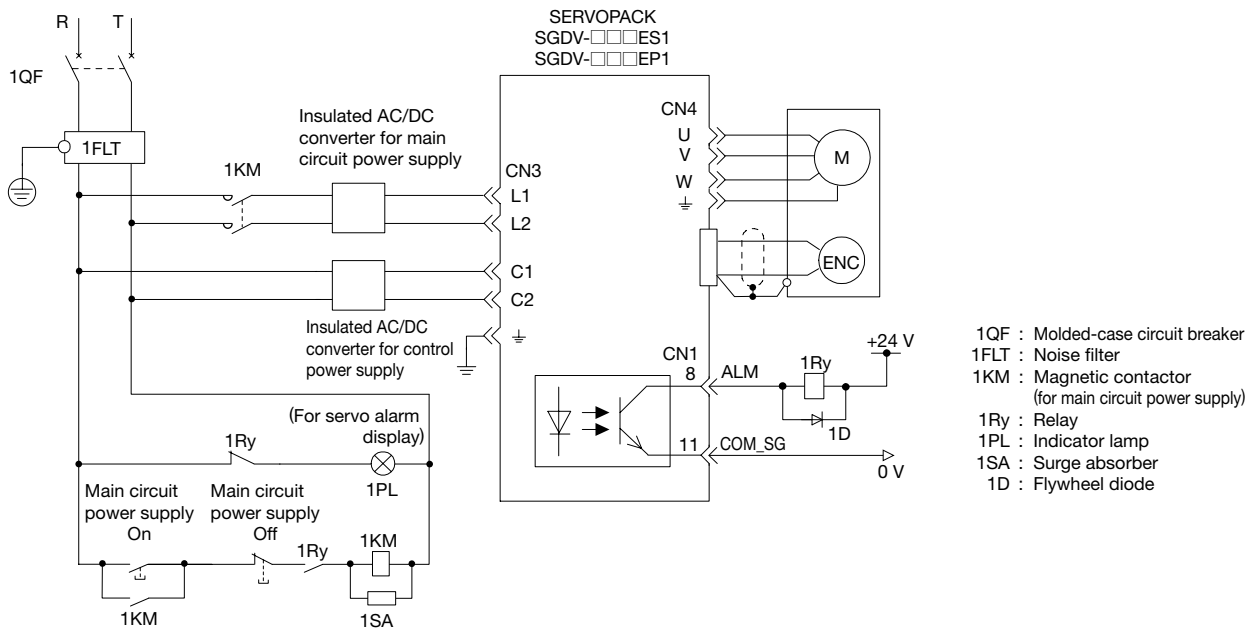 R
T
SERVOPACK
SGDV-□□□ES1
SGDV-□□□EP1
1QF
1FLT
Insulated AC/DC
converter for main
circuit power supply
1KM
CN3
L1
L2
C1
C2
Insulated AC/DC
converter for control
power supply
CN4
U
V
W
M
ENC
CN1
8
ALM
1Ry
+24 V
1D
11
COM_SG
0 V
(For servo alarm
display)
1Ry
1PL
Main circuit
power supply
On
Main circuit
power supply
Off
1Ry
1KM
1KM
1SA
1QF : Molded-case circuit breaker
1FLT : Noise filter
1KM : Magnetic contactor
(for main circuit power supply)
1Ry : Relay
1PL : Indicator lamp
1SA : Surge absorber
1D : Flywheel diode